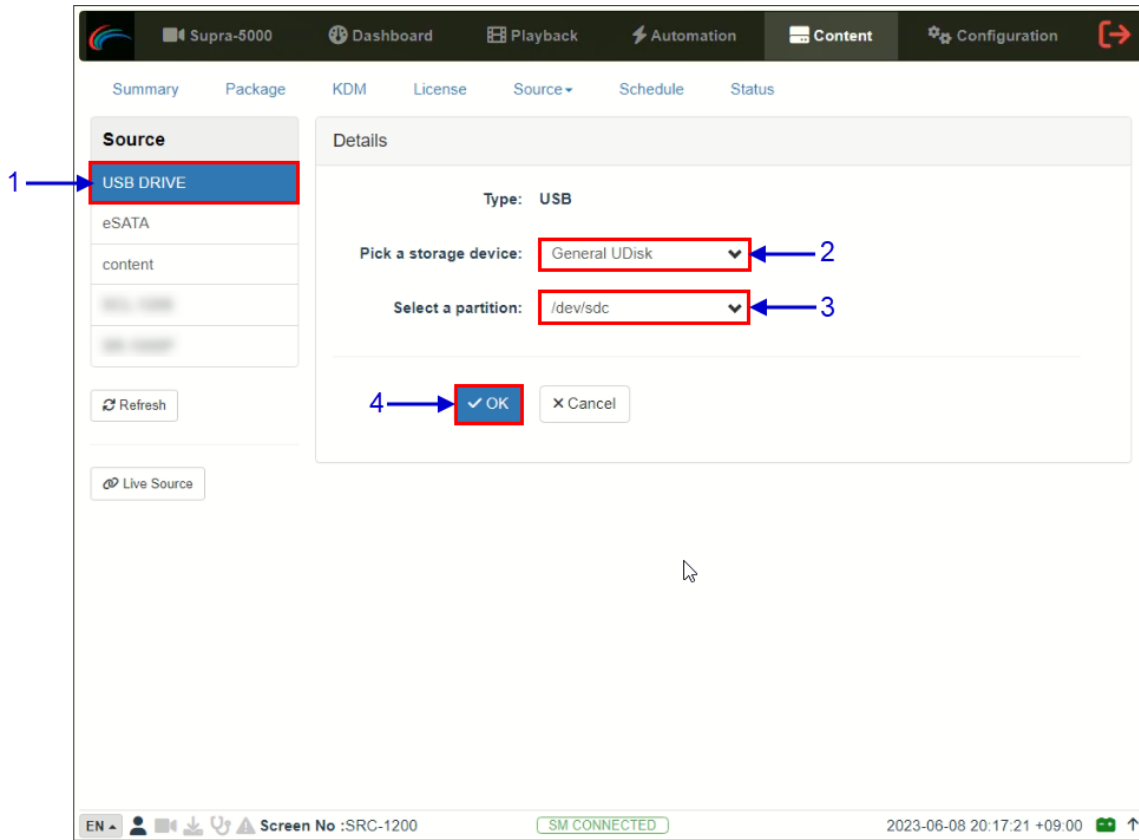 Supra-5000 Dashboard Playback Automation Content Configuration
Summary Package KDM License Source Schedule Status
Source
1
USB DRIVE
eSATA
content
Refresh
Live Source
Details
Type: USB
Pick a storage device: General UDisk 2
Select a partition: /dev/sdc 3
4 OK Cancel
EN Screen No :SRC-1200 SM CONNECTED 2023-06-08 20:17:21 +09:00